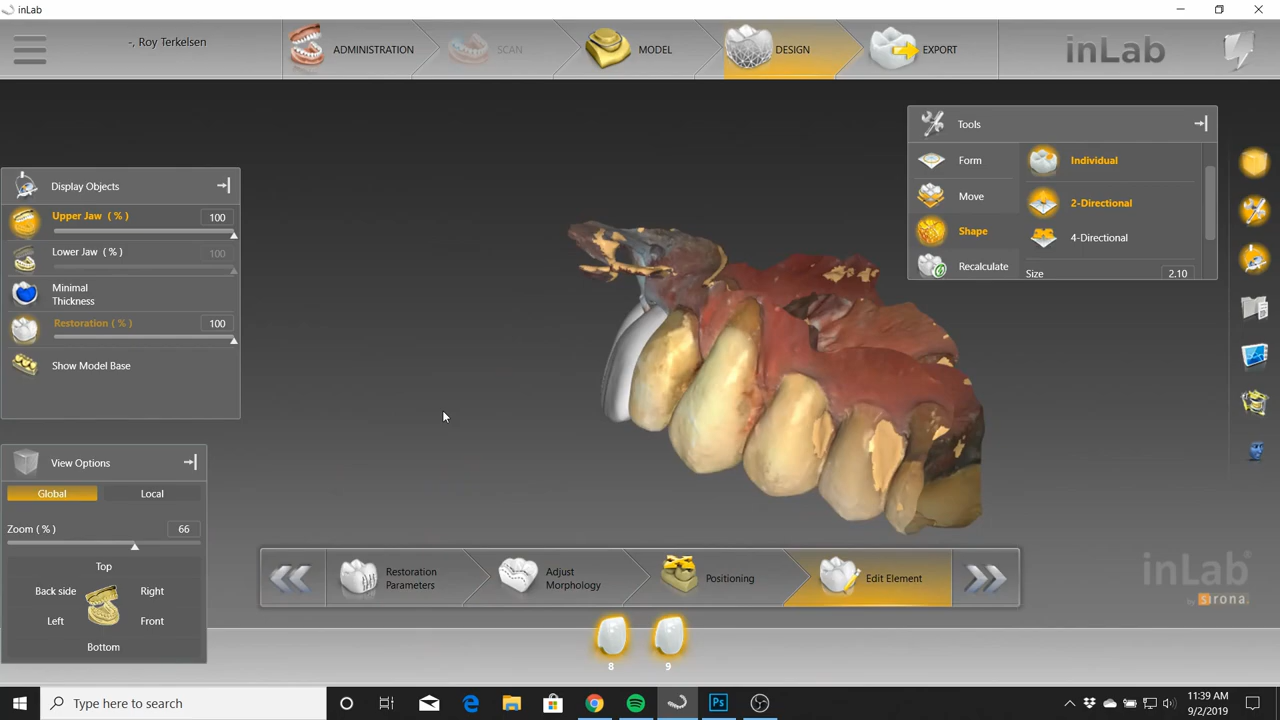 inLab
-, Roy Terkelsen
ADMINISTRATION
SCAN
MODEL
DESIGN
EXPORT
inLab
Display Objects
Upper Jaw ( % )
100
Lower Jaw ( % )
100
Minimal
Thickness
Restoration ( % )
100
Show Model Base
Tools
Form
Move
Shape
Recalculate
Individual
2-Directional
4-Directional
Size
2.10
View Options
Global
Local
Zoom ( % )
66
Top
Back side
Right
Left
Front
Bottom
Restoration
Parameters
Adjust
Morphology
Positioning
Edit Element
inLab
by sirona.
8
9
Type here to search
Ps
11:39 AM
9/2/2019